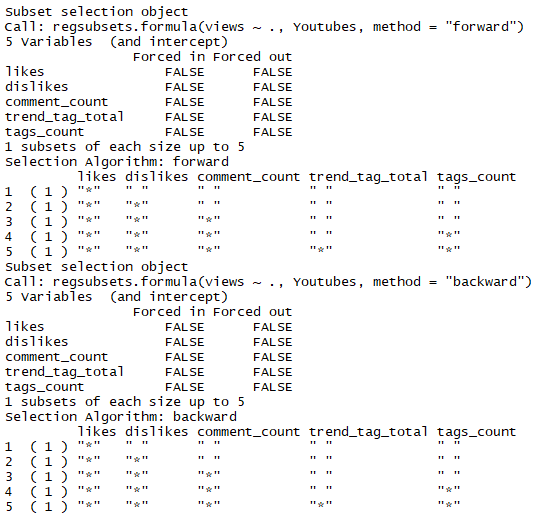 Subset selection object
Call: regsubsets.formula(views ~ ., Youtubes, method = "forward")
5 Variables  (and intercept)
                Forced in Forced out
likes               FALSE      FALSE
dislikes            FALSE      FALSE
comment_count       FALSE      FALSE
trend_tag_total     FALSE      FALSE
tags_count          FALSE      FALSE
1 subsets of each size up to 5
Selection Algorithm: forward
         likes dislikes comment_count trend_tag_total tags_count
1  ( 1 ) "*"   " "      " "           " "             " "
2  ( 1 ) "*"   "*"      " "           " "             " "
3  ( 1 ) "*"   "*"      "*"           " "             " "
4  ( 1 ) "*"   "*"      "*"           " "             "*"
5  ( 1 ) "*"   "*"      "*"           "*"             "*"
Subset selection object
Call: regsubsets.formula(views ~ ., Youtubes, method = "backward")
5 Variables  (and intercept)
                Forced in Forced out
likes               FALSE      FALSE
dislikes            FALSE      FALSE
comment_count       FALSE      FALSE
trend_tag_total     FALSE      FALSE
tags_count          FALSE      FALSE
1 subsets of each size up to 5
Selection Algorithm: backward
         likes dislikes comment_count trend_tag_total tags_count
1  ( 1 ) "*"   " "      " "           " "             " "
2  ( 1 ) "*"   "*"      " "           " "             " "
3  ( 1 ) "*"   "*"      "*"           " "             " "
4  ( 1 ) "*"   "*"      "*"           " "             "*"
5  ( 1 ) "*"   "*"      "*"           "*"             "*"